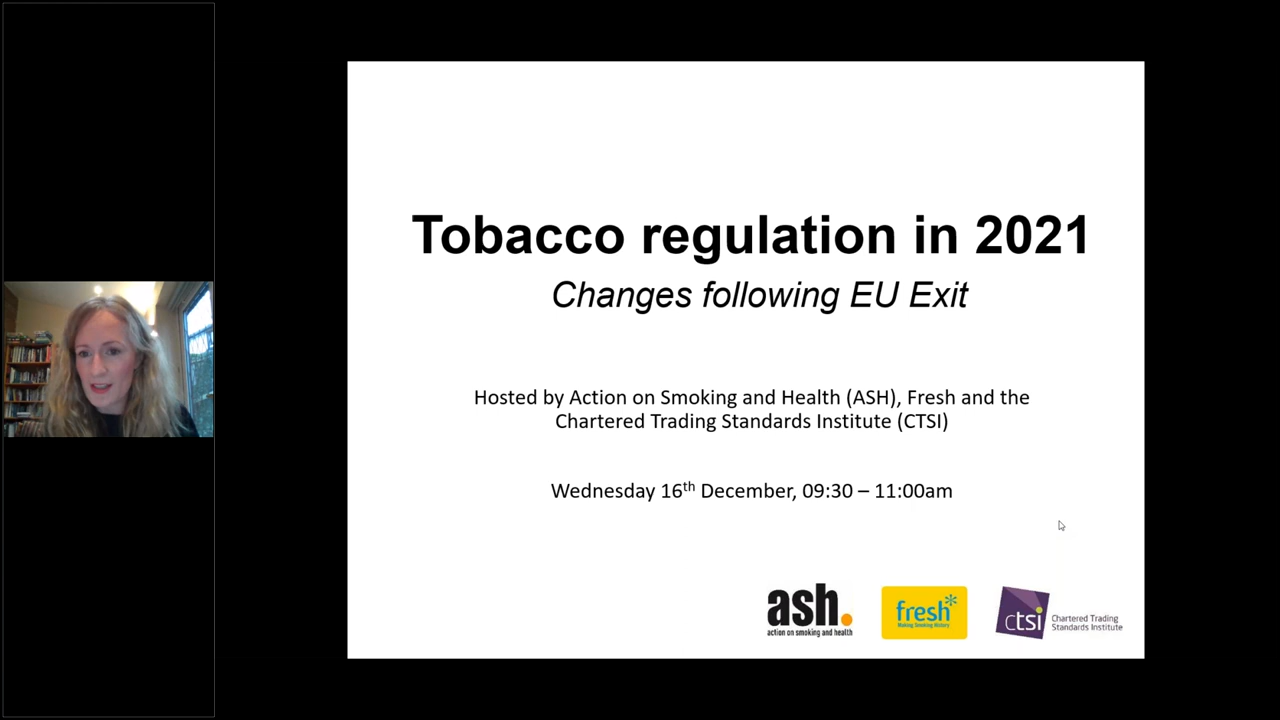 Tobacco regulation in 2021
Changes following EU Exit
Hosted by Action on Smoking and Health (ASH), Fresh and the
Chartered Trading Standards Institute (CTSI)
Wednesday 16th December, 09:30 – 11:00am
ash.
action on smoking and health
fresh*
Making Smoking History
ctsi
Chartered Trading
Standards Institute